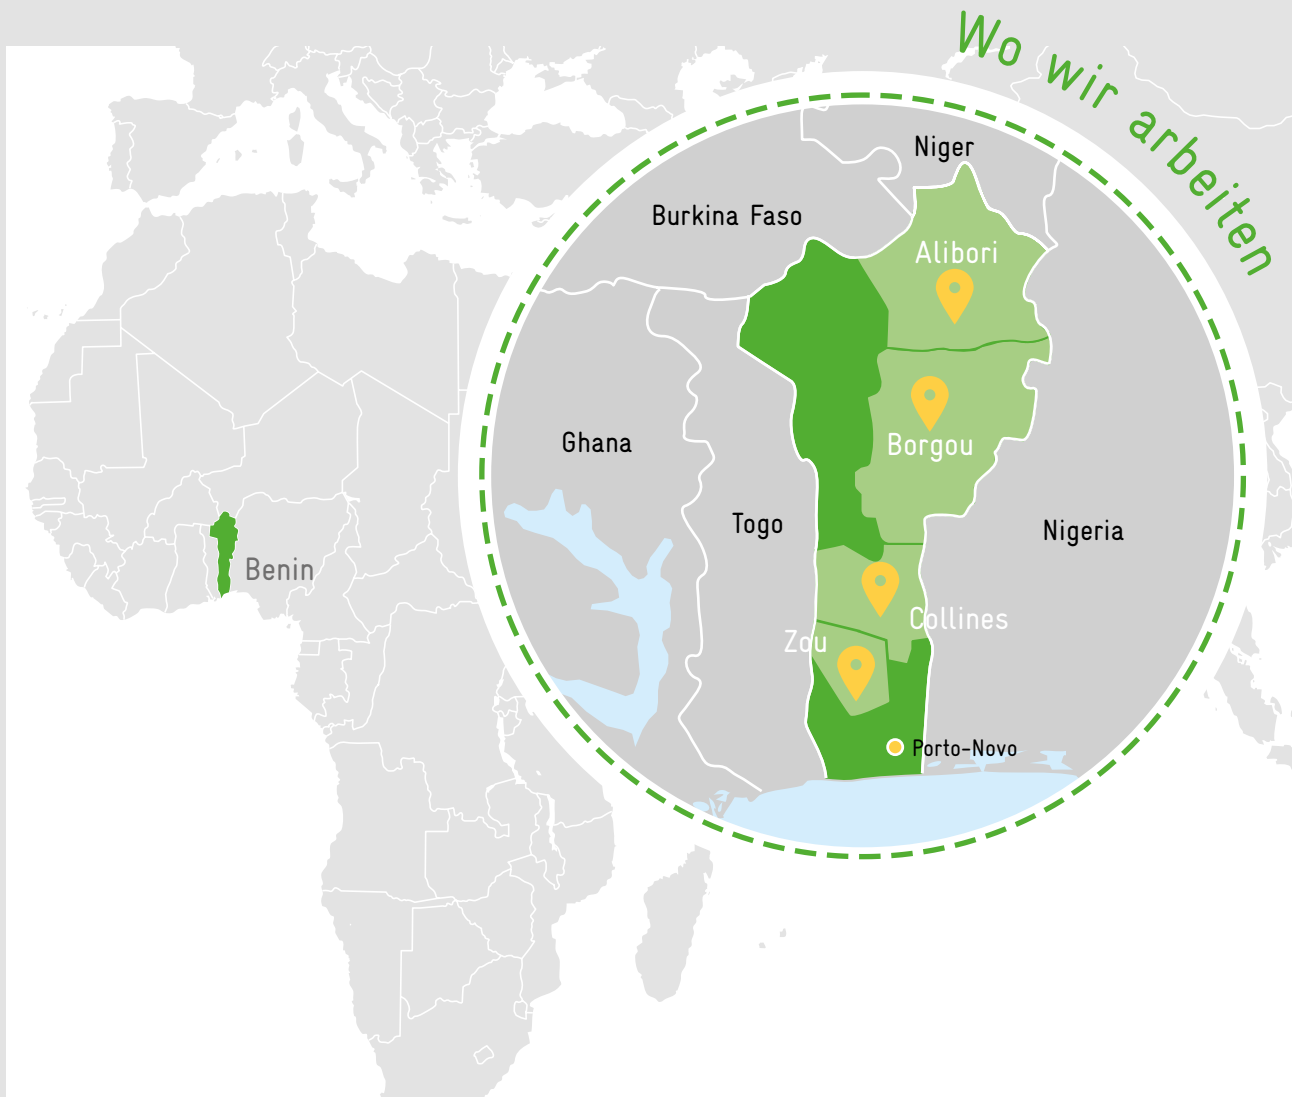 Wo wir arbeiten
Niger
Burkina Faso
Alibori
Ghana
Borgou
Togo
Nigeria
Benin
Collines
Zou
Porto-Novo